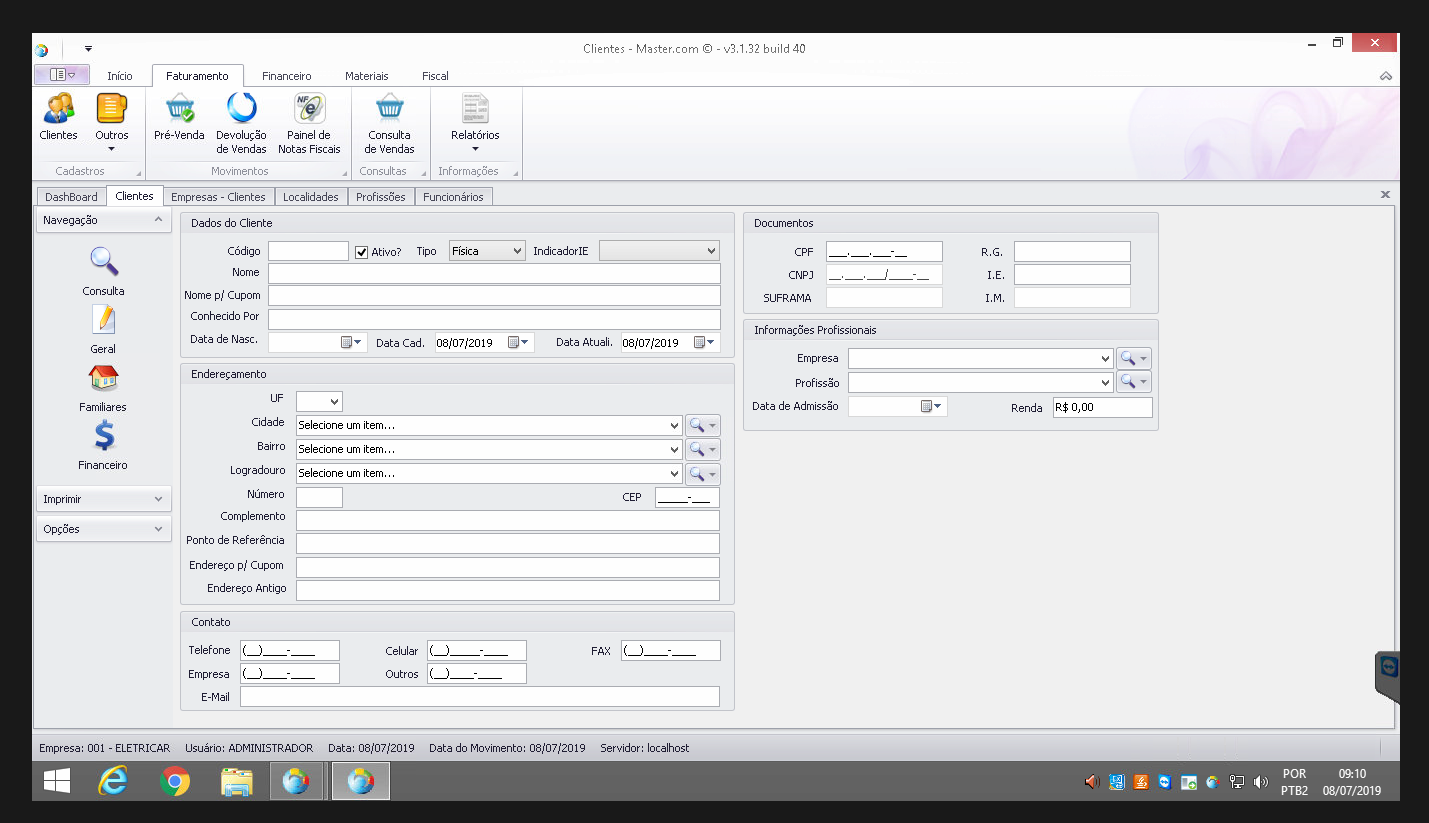 Clientes - Master.com © - v3.1.32 build 40
Início Faturamento Financeiro Materiais Fiscal
Clientes Outros Pré-Venda Devolução de Vendas Painel de Notas Fiscais Consulta de Vendas Relatórios
Cadastros Movimentos Consultas Informações
DashBoard Clientes Empresas - Clientes Localidades Profissões Funcionários
Navegação
Consulta
Geral
Familiares
Financeiro
Imprimir
Opções
Dados do Cliente
Código Ativo? Tipo Física IndicadorIE
Nome
Nome p/ Cupom
Conhecido Por
Data de Nasc. Data Cad. 08/07/2019 Data Atuali. 08/07/2019
Endereçamento
UF
Cidade Selecione um item...
Bairro Selecione um item...
Logradouro Selecione um item...
Número CEP _____-___
Complemento
Ponto de Referência
Endereço p/ Cupom
Endereço Antigo
Contato
Telefone (__)____-____ Celular (__)_____-____ FAX (__)____-____
Empresa (__)____-____ Outros (__)____-____
E-Mail
Documentos
CPF ___.___.___-__ R.G.
CNPJ __.___.___/____-__ I.E.
SUFRAMA I.M.
Informações Profissionais
Empresa
Profissão
Data de Admissão Renda R$ 0,00
Empresa: 001 - ELETRICAR Usuário: ADMINISTRADOR Data: 08/07/2019 Data do Movimento: 08/07/2019 Servidor: localhost
POR 09:10
PTB2 08/07/2019